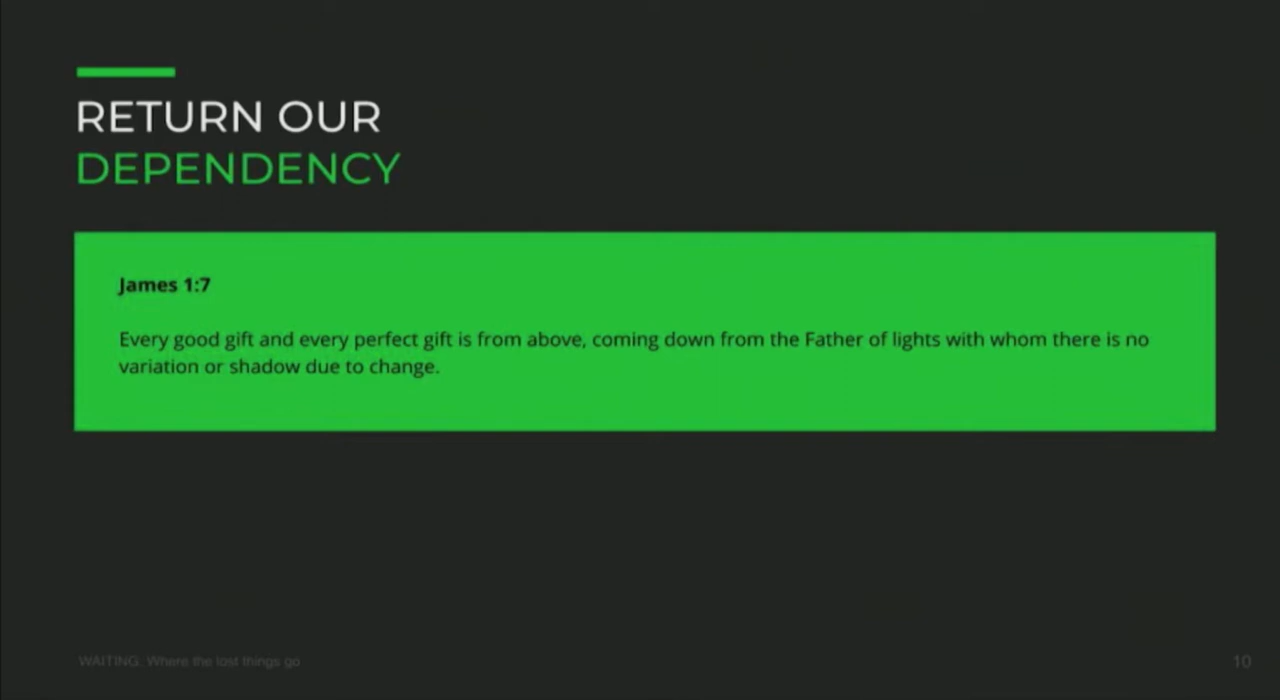 RETURN OUR
DEPENDENCY
James 1:7
Every good gift and every perfect gift is from above, coming down from the Father of lights with whom there is no
variation or shadow due to change.
WAITING: Where the lost things go
10